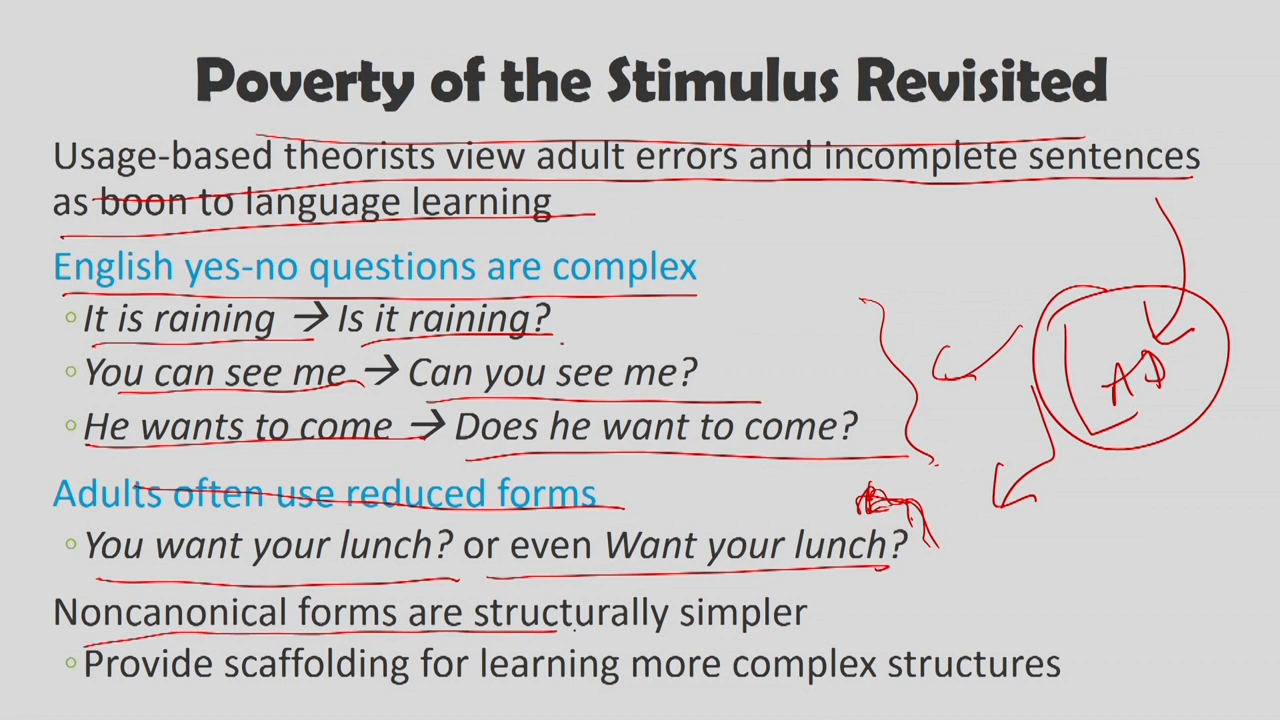 Poverty of the Stimulus Revisited
Usage-based theorists view adult errors and incomplete sentences
as boon to language learning
English yes-no questions are complex
◦ It is raining → Is it raining?
◦ You can see me → Can you see me?
◦ He wants to come → Does he want to come?
AD
Adults often use reduced forms
◦ You want your lunch? or even Want your lunch?
Noncanonical forms are structurally simpler
◦ Provide scaffolding for learning more complex structures